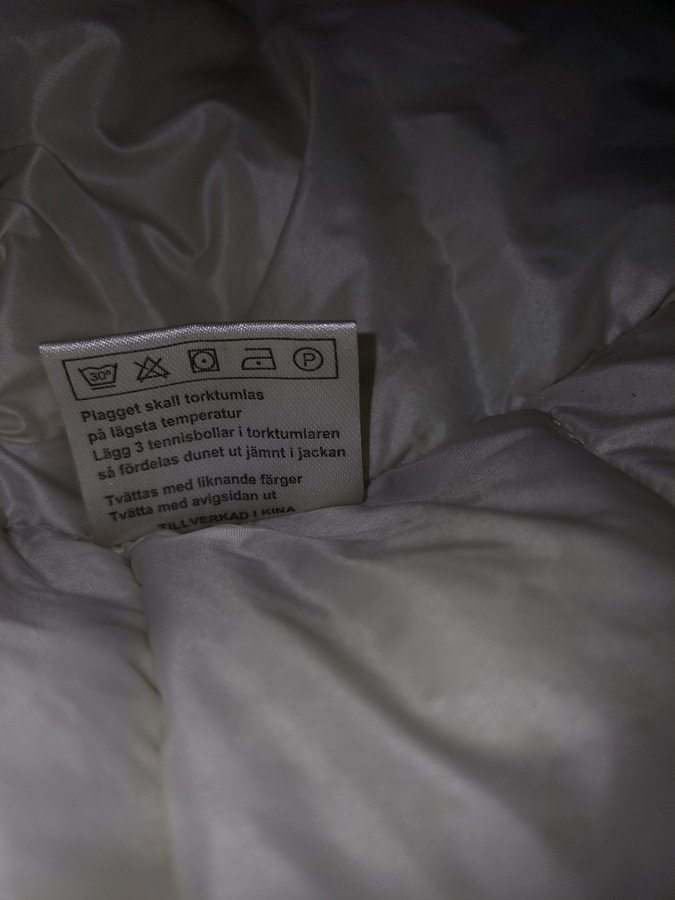 30°
P
Plagget skall torktumlas
på lägsta temperatur
Lägg 3 tennisbollar i torktumlaren
så fördelas dunet ut jämnt i jackan
Tvättas med liknande färger
Tvätta med avigsidan ut
TILLVERKAD I KINA